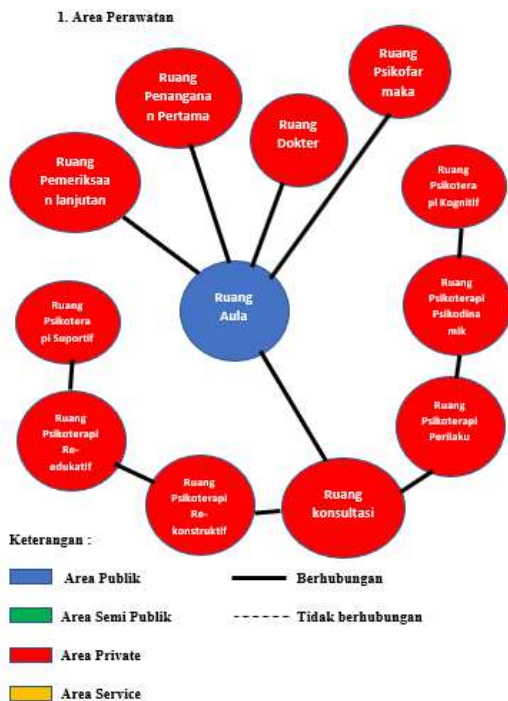 1. Area Perawatan
Ruang
Psikofar
maka
Ruang
Penangana
n Pertama
Ruang
Dokter
Ruang
Pemeriksaa
n lanjutan
Ruang
Psikotera
pi Kognitif
Ruang
Aula
Ruang
Psikoterapi
Psikodina
mik
Ruang
Psikotera
pi Suportif
Ruang
Psikoterapi
Perilaku
Ruang
Psikoterapi
Re-
edukatif
Ruang
Psikoterapi
Re-
konstruktif
Ruang
konsultasi
Keterangan :
Area Publik
Berhubungan
Area Semi Publik
Tidak berhubungan
Area Private
Area Service